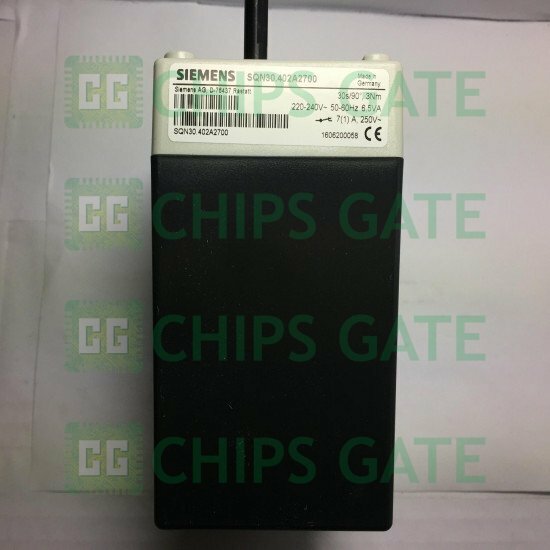 SIEMENS SQN30.402A2700
Made in
Germany
Siemens AG, D-76437 Rastatt
30s/90°/3Nm
220-240V~ 50-60Hz 6,5VA
7(1) A, 250V~
SQN30.402A2700
1606200058 CE
CG CHIPS GATE
CG CHIPS GATE
CG CHIPS GATE
CG CHIPS GATE